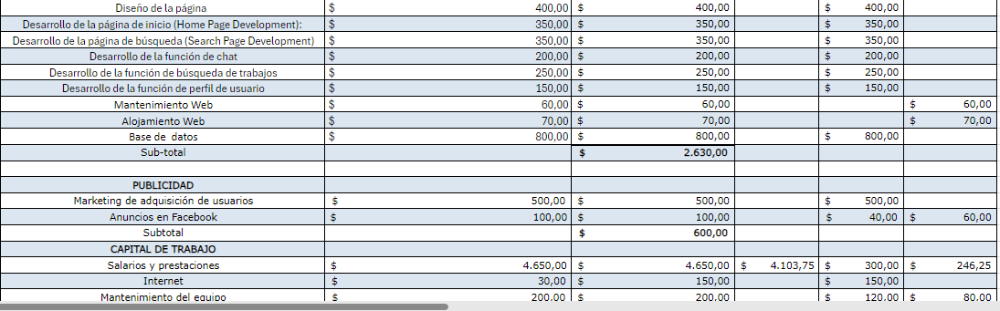 Diseño de la página $ 400,00 $ 400,00 $ 400,00
Desarrollo de la página de inicio (Home Page Development): $ 350,00 $ 350,00 $ 350,00
Desarrollo de la página de búsqueda (Search Page Development) $ 350,00 $ 350,00 $ 350,00
Desarrollo de la función de chat $ 200,00 $ 200,00 $ 200,00
Desarrollo de la función de búsqueda de trabajos $ 250,00 $ 250,00 $ 250,00
Desarrollo de la función de perfil de usuario $ 150,00 $ 150,00 $ 150,00
Mantenimiento Web $ 60,00 $ 60,00 $ 60,00
Alojamiento Web $ 70,00 $ 70,00 $ 70,00
Base de datos $ 800,00 $ 800,00 $ 800,00
Sub-total $ 2.630,00
PUBLICIDAD
Marketing de adquisición de usuarios $ 500,00 $ 500,00 $ 500,00
Anuncios en Facebook $ 100,00 $ 100,00 $ 40,00 $ 60,00
Subtotal $ 600,00
CAPITAL DE TRABAJO
Salarios y prestaciones $ 4.650,00 $ 4.650,00 $ 4.103,75 $ 300,00 $ 246,25
Internet $ 30,00 $ 150,00 $ 150,00
Mantenimiento del equipo $ 200,00 $ 200,00 $ 120,00 $ 80,00